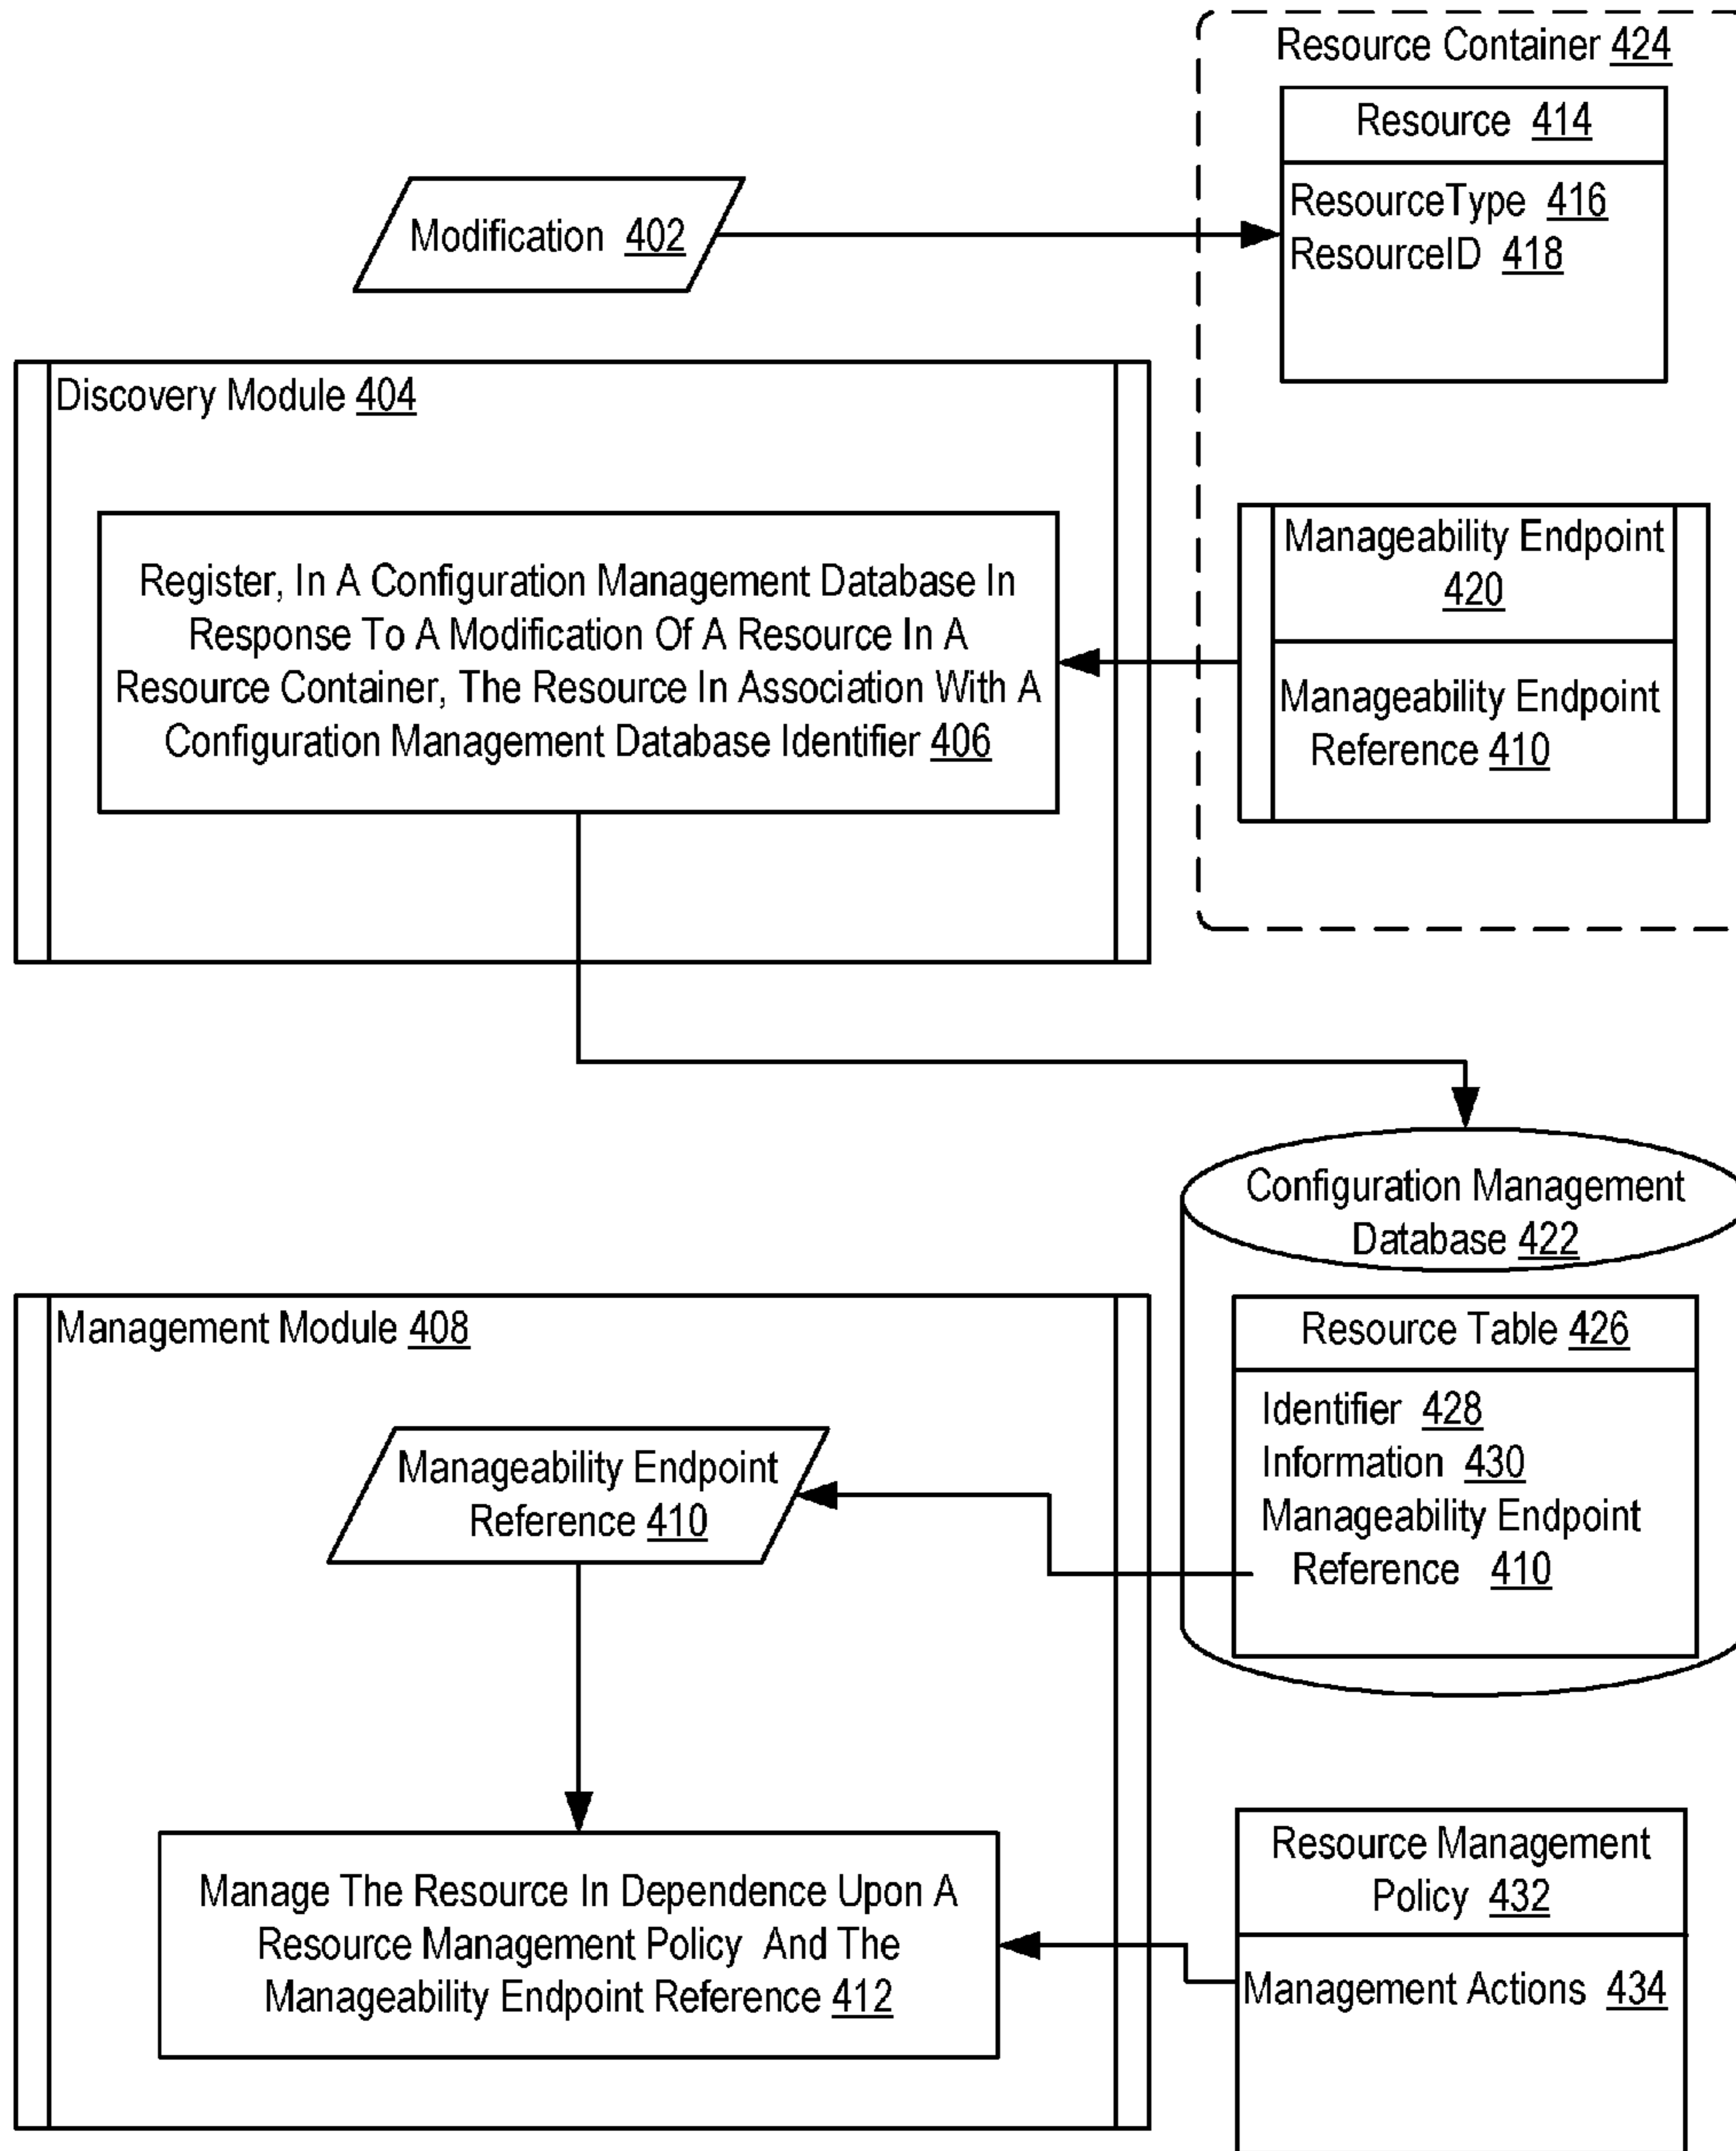 Resource Container 424
Resource 414
ResourceType 416
ResourceID 418
Modification 402
Discovery Module 404
Register, In A Configuration Management Database In
Response To A Modification Of A Resource In A
Resource Container, The Resource In Association With A
Configuration Management Database Identifier 406
Manageability Endpoint
420
Manageability Endpoint
Reference 410
Configuration Management
Database 422
Resource Table 426
Identifier 428
Information 430
Manageability Endpoint
Reference 410
Management Module 408
Manageability Endpoint
Reference 410
Manage The Resource In Dependence Upon A
Resource Management Policy And The
Manageability Endpoint Reference 412
Resource Management
Policy 432
Management Actions 434